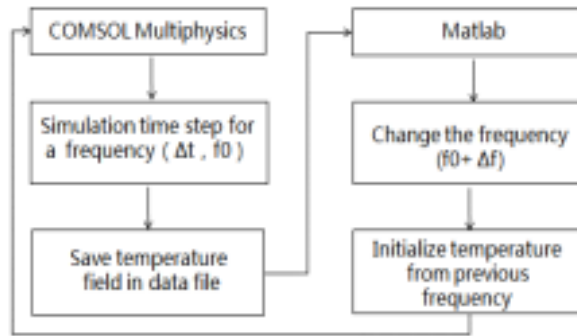 COMSOL Multiphysics
Simulation time step for
a frequency ( Δt , f0 )
Save temperature
field in data file
Matlab
Change the frequency
(f0+ Δf)
Initialize temperature
from previous
frequency